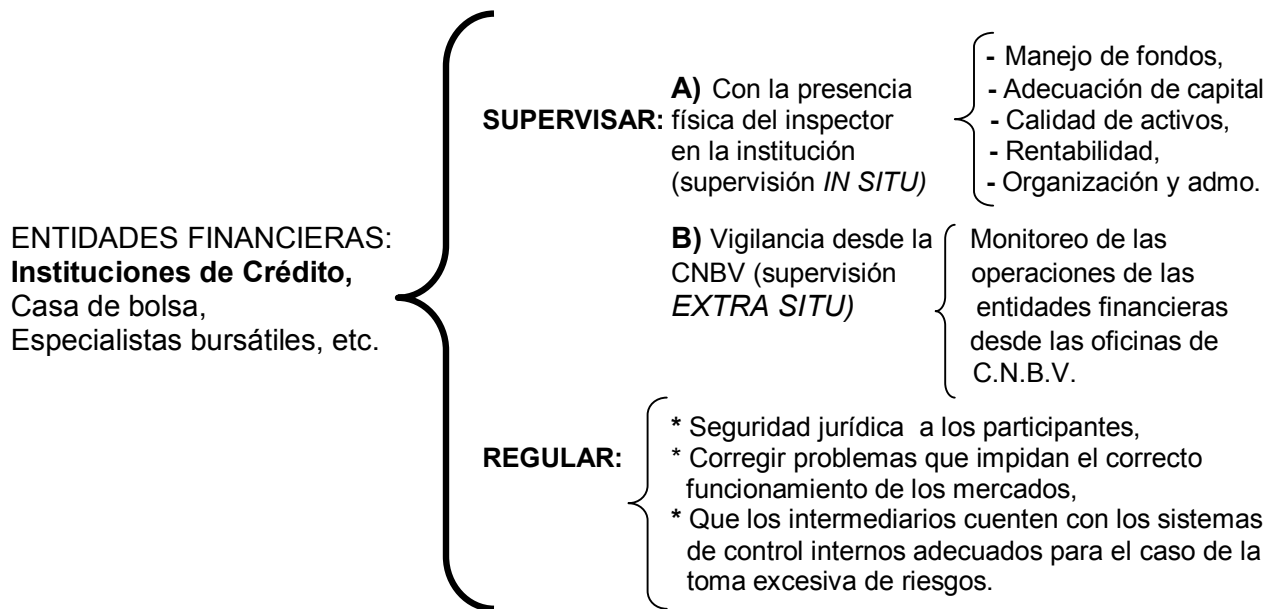 ENTIDADES FINANCIERAS:
Instituciones de Crédito,
Casa de bolsa,
Especialistas bursátiles, etc.
SUPERVISAR:
A) Con la presencia
física del inspector
en la institución
(supervisión IN SITU)
- Manejo de fondos,
- Adecuación de capital
- Calidad de activos,
- Rentabilidad,
- Organización y admo.
B) Vigilancia desde la
CNBV (supervisión
EXTRA SITU)
Monitoreo de las
operaciones de las
entidades financieras
desde las oficinas de
C.N.B.V.
REGULAR:
* Seguridad jurídica a los participantes,
* Corregir problemas que impidan el correcto
funcionamiento de los mercados,
* Que los intermediarios cuenten con los sistemas
de control internos adecuados para el caso de la
toma excesiva de riesgos.